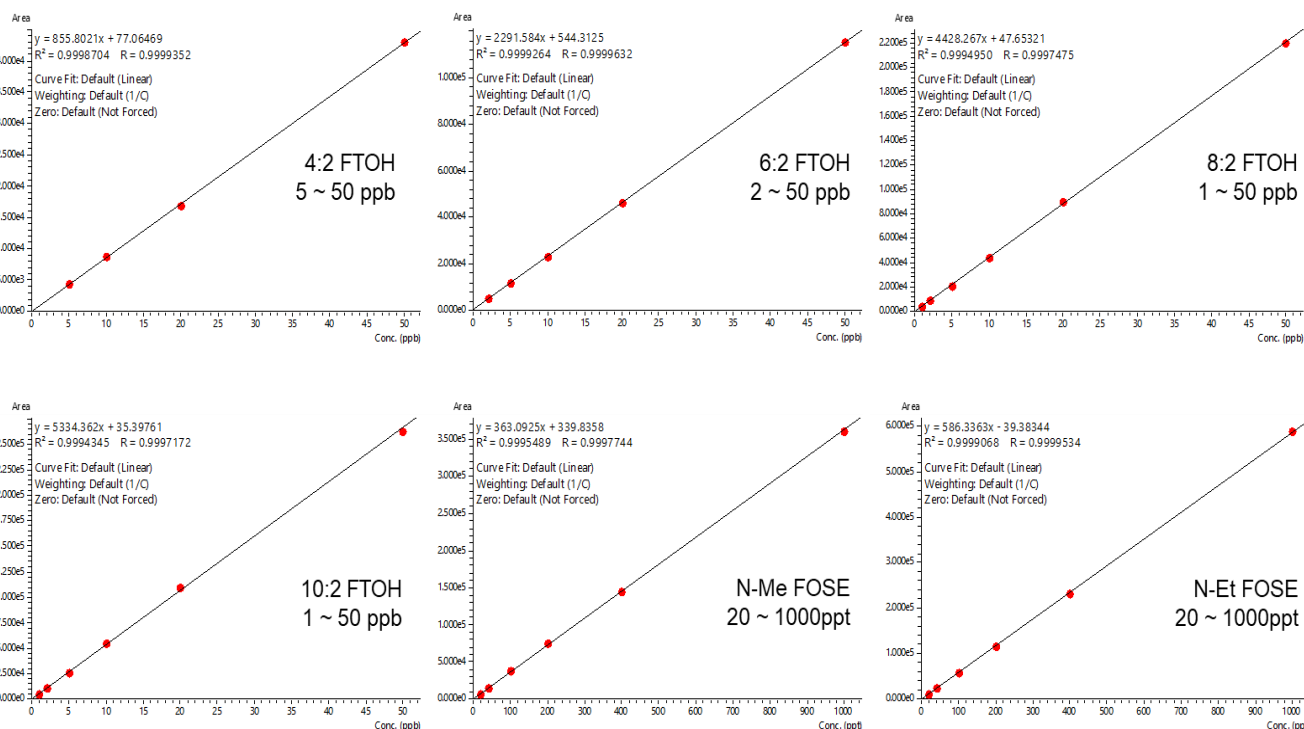 Area
y = 855.8021x + 77.06469
R² = 0.9998704 R = 0.9999352
Curve Fit: Default (Linear)
Weighting: Default (1/C)
Zero: Default (Not Forced)
4:2 FTOH
5 ~ 50 ppb
0 5 10 15 20 25 30 35 40 45 50
Conc. (ppb)
Area
y = 2291.584x + 544.3125
R² = 0.9999264 R = 0.9999632
Curve Fit: Default (Linear)
Weighting: Default (1/C)
Zero: Default (Not Forced)
1.000e5
8.000e4
6.000e4
4.000e4
2.000e4
0.000e0
6:2 FTOH
2 ~ 50 ppb
0 5 10 15 20 25 30 35 40 45 50
Conc. (ppb)
Area
2.200e5
2.000e5
1.800e5
1.600e5
1.400e5
1.200e5
1.000e5
8.000e4
6.000e4
4.000e4
2.000e4
0.000e0
y = 4428.267x + 47.65321
R² = 0.9994950 R = 0.9997475
Curve Fit: Default (Linear)
Weighting: Default (1/C)
Zero: Default (Not Forced)
8:2 FTOH
1 ~ 50 ppb
0 5 10 15 20 25 30 35 40 45 50
Conc. (ppb)
Area
y = 5334.362x + 35.39761
R² = 0.9994345 R = 0.9997172
Curve Fit: Default (Linear)
Weighting: Default (1/C)
Zero: Default (Not Forced)
10:2 FTOH
1 ~ 50 ppb
0 5 10 15 20 25 30 35 40 45 50
Conc. (ppb)
Area
y = 363.0925x + 339.8358
R² = 0.9995489 R = 0.9997744
Curve Fit: Default (Linear)
Weighting: Default (1/C)
Zero: Default (Not Forced)
3.500e5
3.000e5
2.500e5
2.000e5
1.500e5
1.000e5
5.000e4
0.000e0
N-Me FOSE
20 ~ 1000ppt
0 100 200 300 400 500 600 700 800 900 1000
Conc. (ppt)
Area
y = 586.3363x - 39.38344
R² = 0.9999068 R = 0.9999534
Curve Fit: Default (Linear)
Weighting: Default (1/C)
Zero: Default (Not Forced)
6.000e5
5.000e5
4.000e5
3.000e5
2.000e5
1.000e5
0.000e0
N-Et FOSE
20 ~ 1000ppt
0 100 200 300 400 500 600 700 800 900 1000